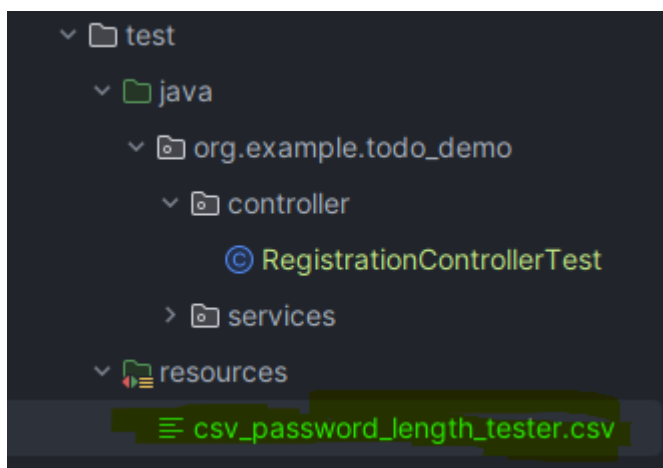 test
java
org.example.todo_demo
controller
RegistrationControllerTest
services
resources
csv_password_length_tester.csv